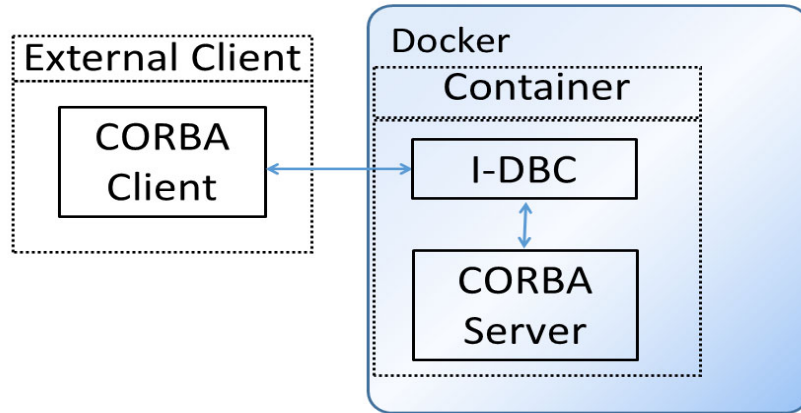 External Client
CORBA
Client
Docker
Container
I-DBC
CORBA
Server